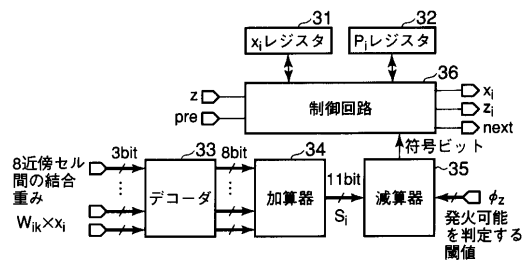 31
32
xiレジスタ
Piレジスタ
36
z
pre
制御回路
xi
zi
next
符号ビット
8近傍セル
間の結合
重み
Wik×xi
3bit
33
8bit
34
11bit
35
デコーダ
加算器
Si
減算器
φz
発火可能
を判定する
閾値